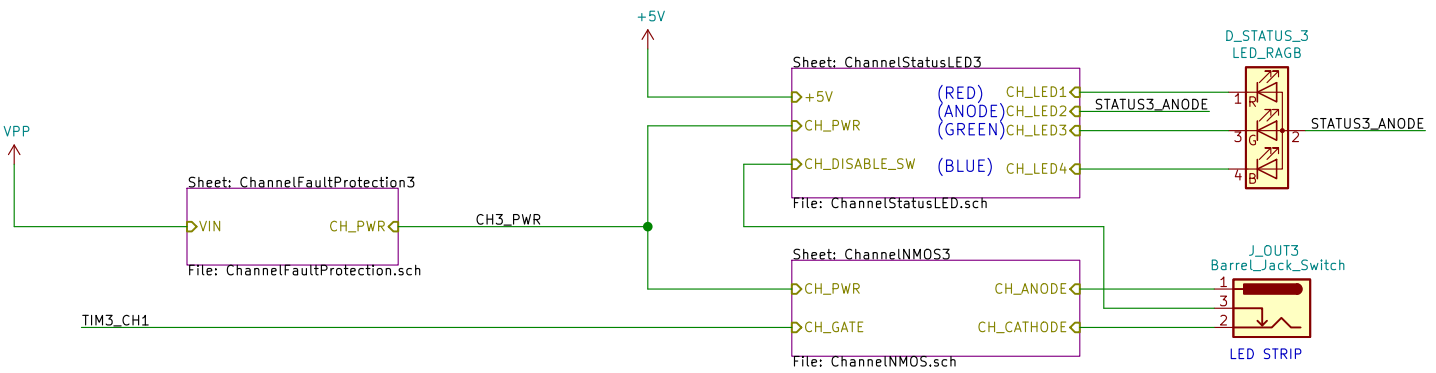 +5V
D_STATUS_3
LED_RAGB
Sheet: ChannelStatusLED3
+5V
(RED)
CH_LED1
1
R
(ANODE)
CH_LED2
STATUS3_ANODE
CH_PWR
(GREEN)
CH_LED3
3
G
2
STATUS3_ANODE
VPP
CH_DISABLE_SW
(BLUE)
CH_LED4
4
B
Sheet: ChannelFaultProtection3
File: ChannelStatusLED.sch
VIN
CH_PWR
CH3_PWR
File: ChannelFaultProtection.sch
Sheet: ChannelNMOS3
J_OUT3
Barrel_Jack_Switch
CH_PWR
CH_ANODE
1
3
TIM3_CH1
CH_GATE
CH_CATHODE
2
LED STRIP
File: ChannelNMOS.sch